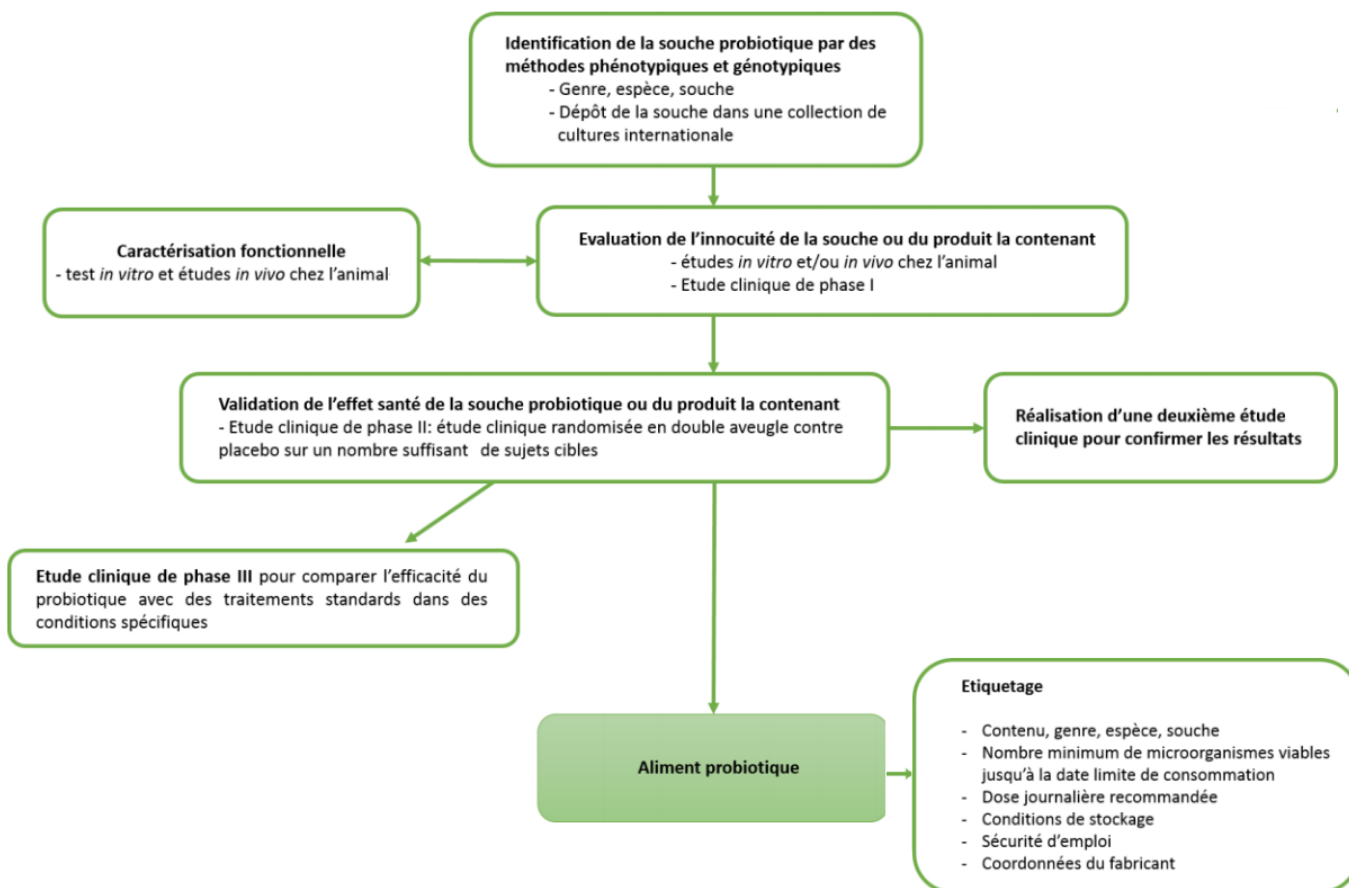 Identification de la souche probiotique par des
méthodes phénotypiques et génotypiques
- Genre, espèce, souche
- Dépôt de la souche dans une collection de
cultures internationale
Caractérisation fonctionnelle
- test in vitro et études in vivo chez l’animal
Evaluation de l’innocuité de la souche ou du produit la contenant
- études in vitro et/ou in vivo chez l’animal
- Etude clinique de phase I
Validation de l’effet santé de la souche probiotique ou du produit la contenant
- Etude clinique de phase II: étude clinique randomisée en double aveugle contre
placebo sur un nombre suffisant de sujets cibles
Réalisation d’une deuxième étude
clinique pour confirmer les résultats
Etude clinique de phase III pour comparer l’efficacité du
probiotique avec des traitements standards dans des
conditions spécifiques
Aliment probiotique
Etiquetage
- Contenu, genre, espèce, souche
- Nombre minimum de microorganismes viables
jusqu’à la date limite de consommation
- Dose journalière recommandée
- Conditions de stockage
- Sécurité d’emploi
- Coordonnées du fabricant